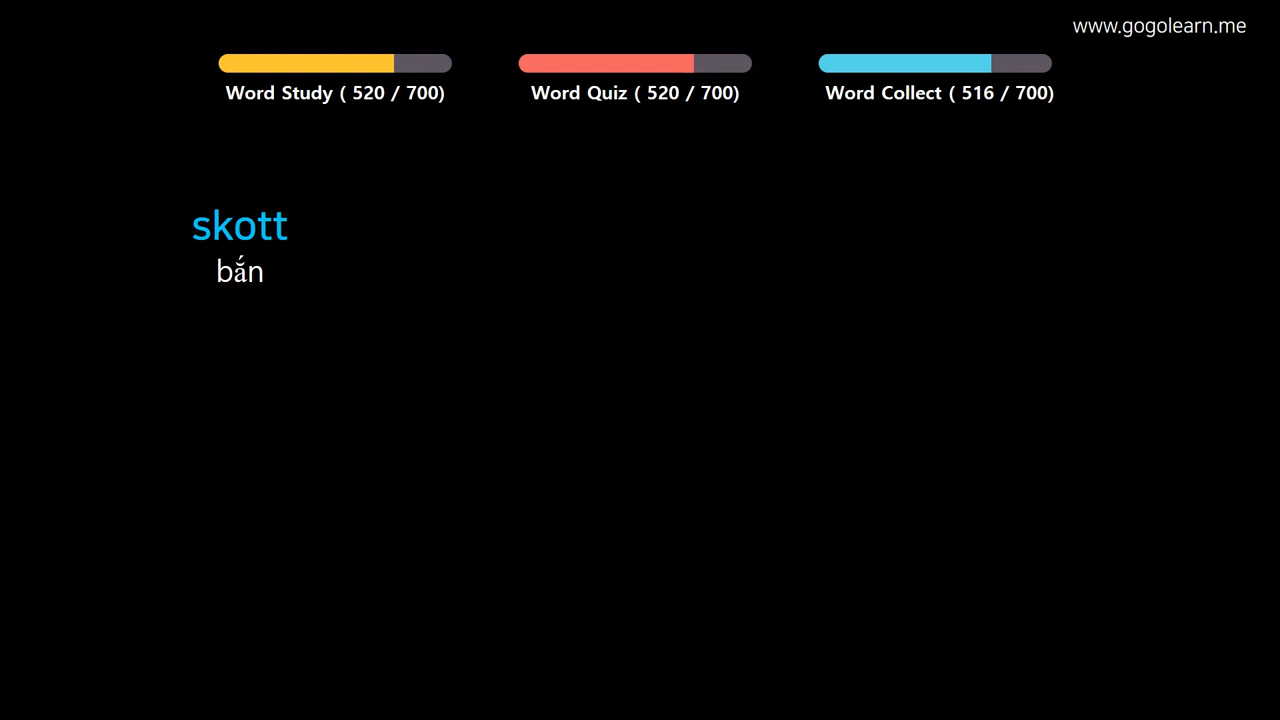 www.gogolearn.me
Word Study ( 520 / 700)
Word Quiz ( 520 / 700)
Word Collect ( 516 / 700)
skott
bắn